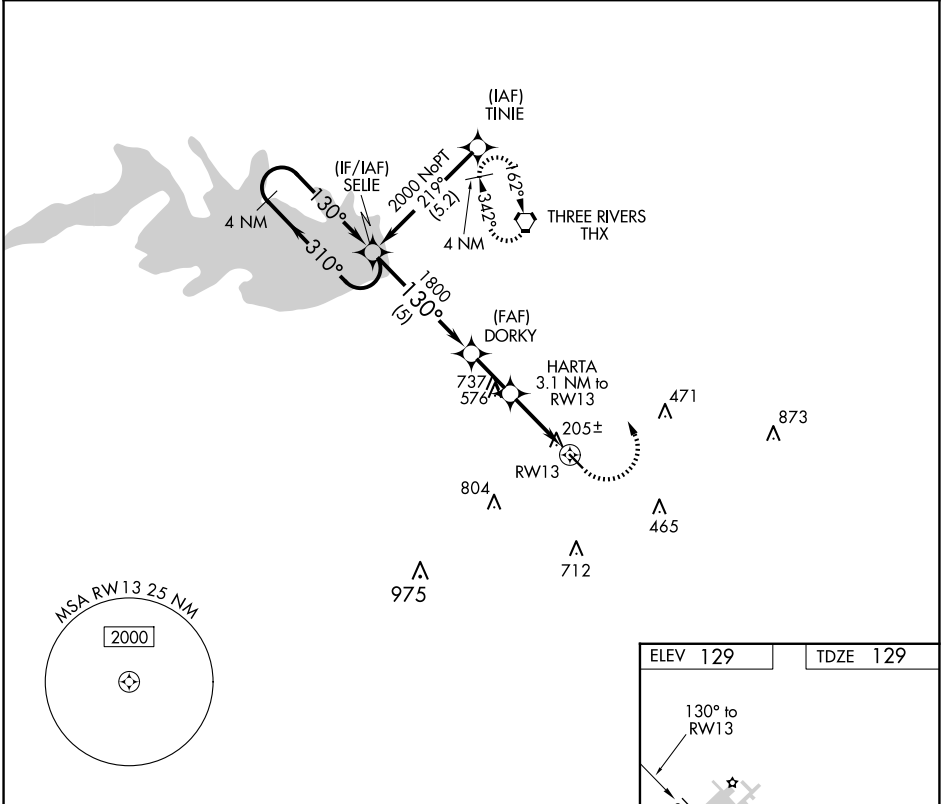 (IAF)
TINIE
(IF/IAF)
SELIE
2000 NoPT
219°
(5.2)
162°
342°
4 NM
THREE RIVERS
THX
4 NM
130°
310°
1800
130°
(5)
(FAF)
DORKY
HARTA
3.1 NM to
RW13
737
576
471
873
205±
RW13
804
465
712
975
MSA RW13 25 NM
2000
ELEV 129
TDZE 129
130° to
RW13